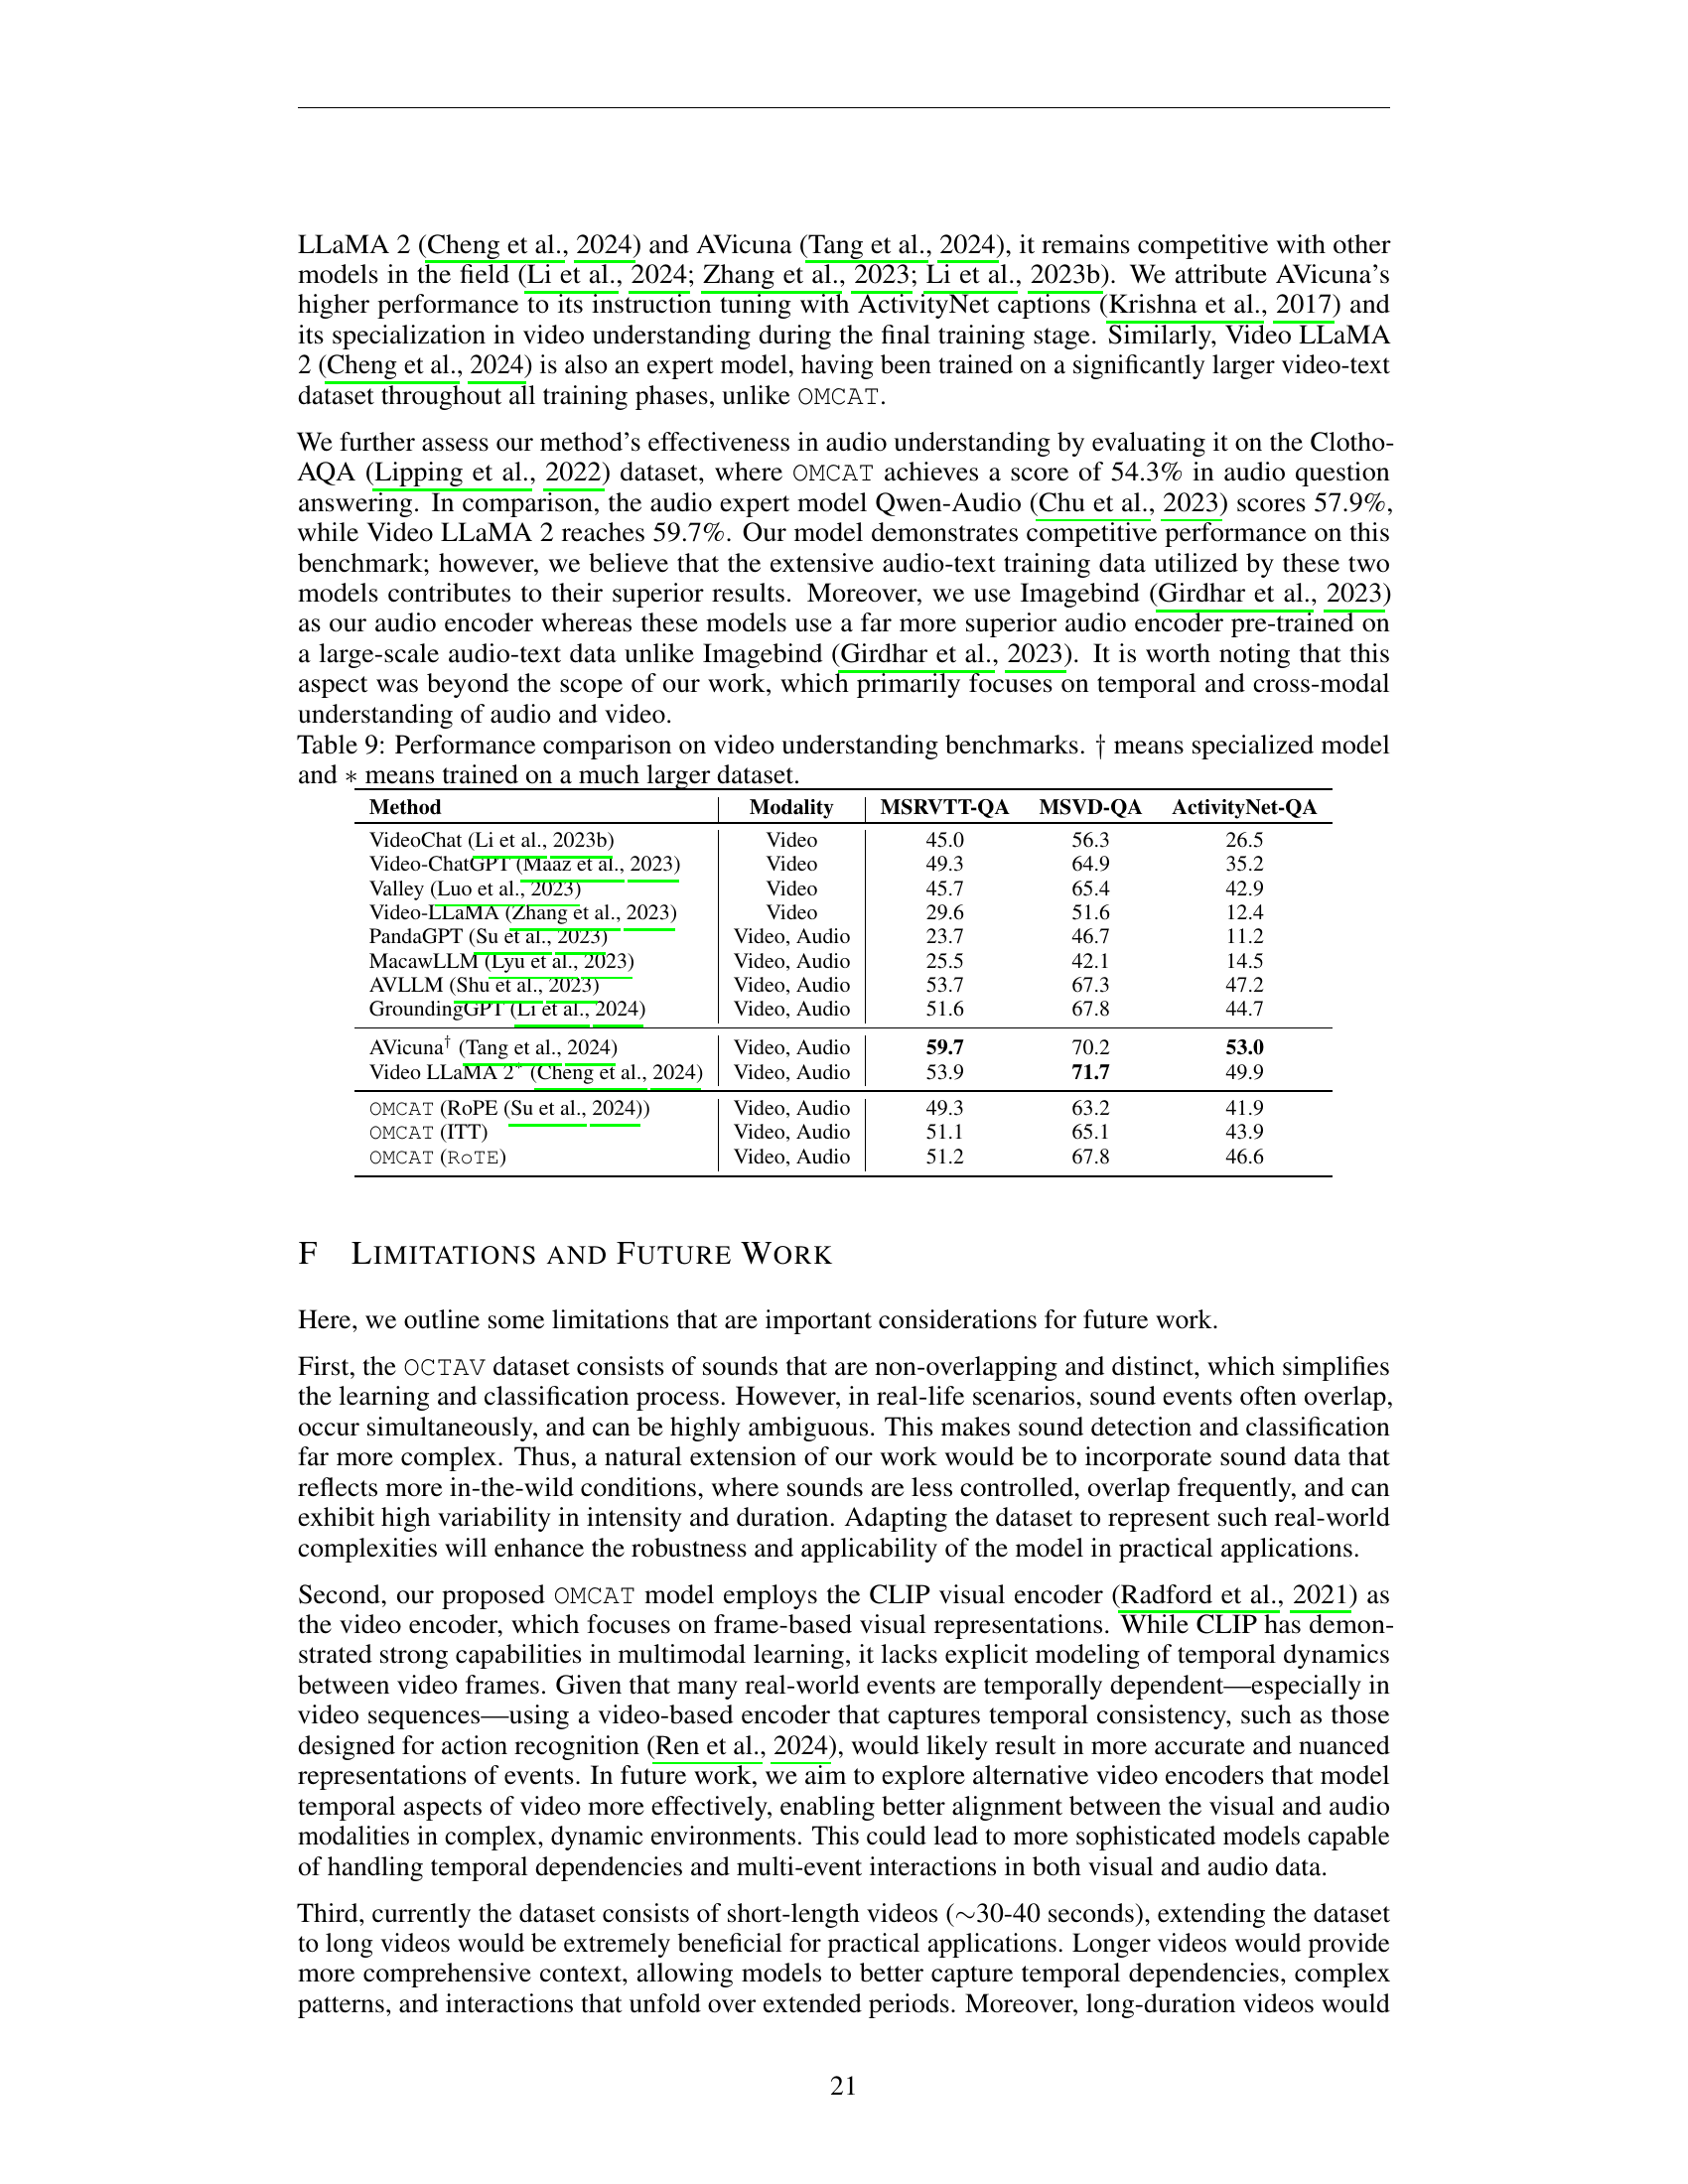 LLaMA 2 (Cheng et al., 2024) and AVicuna (Tang et al., 2024), it remains competitive with other
models in the field (Li et al., 2024; Zhang et al., 2023; Li et al., 2023b). We attribute AVicuna's
higher performance to its instruction tuning with ActivityNet captions (Krishna et al., 2017) and
its specialization in video understanding during the final training stage. Similarly, Video LLaMA
2 (Cheng et al., 2024) is also an expert model, having been trained on a significantly larger video-text
dataset throughout all training phases, unlike OMCAT.
We further assess our method's effectiveness in audio understanding by evaluating it on the Clotho-
AQA (Lipping et al., 2022) dataset, where OMCAT achieves a score of 54.3% in audio question
answering. In comparison, the audio expert model Qwen-Audio (Chu et al., 2023) scores 57.9%,
while Video LLaMA 2 reaches 59.7%. Our model demonstrates competitive performance on this
benchmark; however, we believe that the extensive audio-text training data utilized by these two
models contributes to their superior results. Moreover, we use Imagebind (Girdhar et al., 2023)
as our audio encoder whereas these models use a far more superior audio encoder pre-trained on
a large-scale audio-text data unlike Imagebind (Girdhar et al., 2023). It is worth noting that this
aspect was beyond the scope of our work, which primarily focuses on temporal and cross-modal
understanding of audio and video.
Table 9: Performance comparison on video understanding benchmarks. † means specialized model
and ∗ means trained on a much larger dataset.
Method Modality MSRVTT-QA MSVD-QA ActivityNet-QA
VideoChat (Li et al., 2023b) Video 45.0 56.3 26.5
Video-ChatGPT (Maaz et al., 2023) Video 49.3 64.9 35.2
Valley (Luo et al., 2023) Video 45.7 65.4 42.9
Video-LLaMA (Zhang et al., 2023) Video 29.6 51.6 12.4
PandaGPT (Su et al., 2023) Video, Audio 23.7 46.7 11.2
MacawLLM (Lyu et al., 2023) Video, Audio 25.5 42.1 14.5
AVLLM (Shu et al., 2023) Video, Audio 53.7 67.3 47.2
GroundingGPT (Li et al., 2024) Video, Audio 51.6 67.8 44.7
AVicuna† (Tang et al., 2024) Video, Audio 59.7 70.2 53.0
Video LLaMA 2* (Cheng et al., 2024) Video, Audio 53.9 71.7 49.9
OMCAT (RoPE (Su et al., 2024)) Video, Audio 49.3 63.2 41.9
OMCAT (ITT) Video, Audio 51.1 65.1 43.9
OMCAT (RoTE) Video, Audio 51.2 67.8 46.6
F LIMITATIONS AND FUTURE WORK
Here, we outline some limitations that are important considerations for future work.
First, the OCTAV dataset consists of sounds that are non-overlapping and distinct, which simplifies
the learning and classification process. However, in real-life scenarios, sound events often overlap,
occur simultaneously, and can be highly ambiguous. This makes sound detection and classification
far more complex. Thus, a natural extension of our work would be to incorporate sound data that
reflects more in-the-wild conditions, where sounds are less controlled, overlap frequently, and can
exhibit high variability in intensity and duration. Adapting the dataset to represent such real-world
complexities will enhance the robustness and applicability of the model in practical applications.
Second, our proposed OMCAT model employs the CLIP visual encoder (Radford et al., 2021) as
the video encoder, which focuses on frame-based visual representations. While CLIP has demon-
strated strong capabilities in multimodal learning, it lacks explicit modeling of temporal dynamics
between video frames. Given that many real-world events are temporally dependent—especially in
video sequences—using a video-based encoder that captures temporal consistency, such as those
designed for action recognition (Ren et al., 2024), would likely result in more accurate and nuanced
representations of events. In future work, we aim to explore alternative video encoders that model
temporal aspects of video more effectively, enabling better alignment between the visual and audio
modalities in complex, dynamic environments. This could lead to more sophisticated models capable
of handling temporal dependencies and multi-event interactions in both visual and audio data.
Third, currently the dataset consists of short-length videos (∼30-40 seconds), extending the dataset
to long videos would be extremely beneficial for practical applications. Longer videos would provide
more comprehensive context, allowing models to better capture temporal dependencies, complex
patterns, and interactions that unfold over extended periods. Moreover, long-duration videos would
21